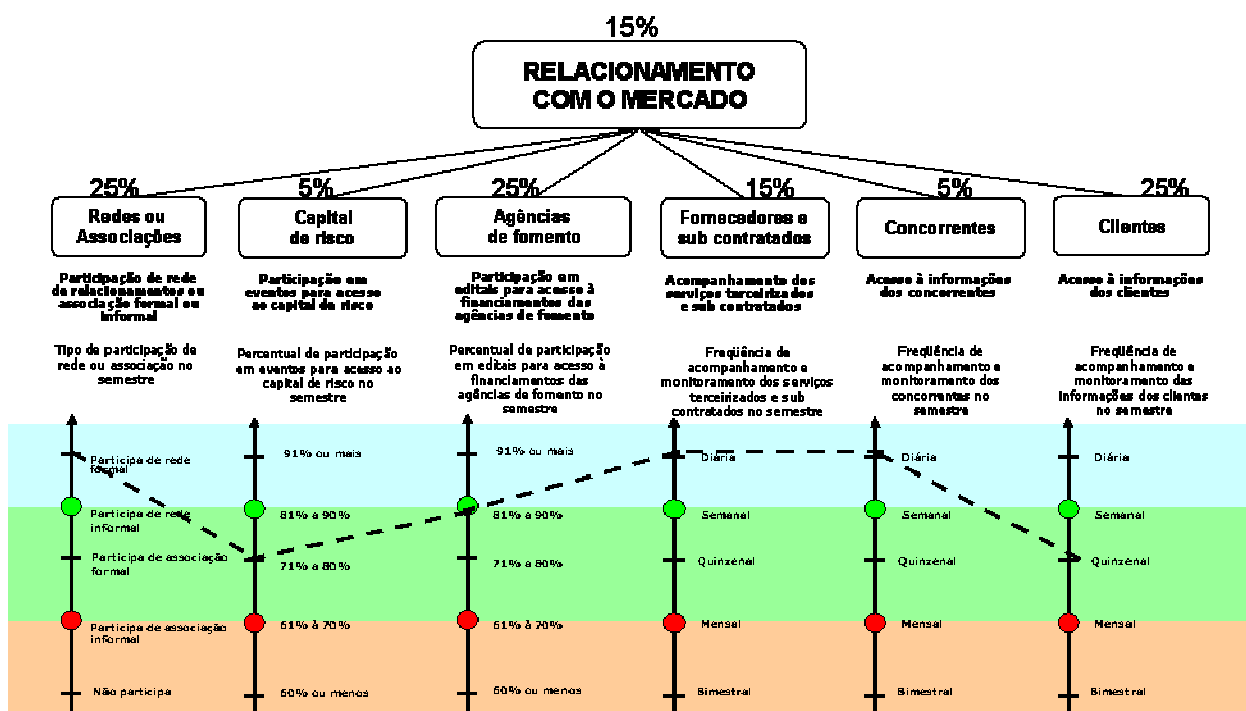 15%
RELACIONAMENTO
COM O MERCADO
25%
Redes ou
Associações
Participação de rede
de relacionamentos ou
associação formal ou
informal
Tipo de participação de
rede ou associação no
semestre
Participa de rede
formal
Participa de rede
informal
Participa de associação
formal
Participa de associação
informal
Não participa
5%
Capital
de risco
Participação em
eventos para acesso
ao capital de risco
Percentual de participação
em eventos para acesso ao
capital de risco no
semestre
91% ou mais
81% à 90%
71% a 80%
61% à 70%
60% ou menos
25%
Agências
de fomento
Participação em
editais para acesso à
financiamentos das
agências de fomento
Percentual de participação
em editais para acesso à
financiamentos das
agências de fomento no
semestre
91% ou mais
81% à 90%
71% a 80%
61% à 70%
60% ou menos
15%
Fornecedores e
sub contratados
Acompanhamento dos
serviços terceirizados
e sub contratados
Freqüência de
acompanhamento e
monitoramento dos serviços
terceirizados e sub
contratados no semestre
Diária
Semanal
Quinzenal
Mensal
Bimestral
5%
Concorrentes
Acesso à informações
dos concorrentes
Freqüência de
acompanhamento e
monitoramento dos
concorrentes no
semestre
Diária
Semanal
Quinzenal
Mensal
Bimestral
25%
Clientes
Acesso à informações
dos clientes
Freqüência de
acompanhamento e
monitoramento das
informações dos clientes
no semestre
Diária
Semanal
Quinzenal
Mensal
Bimestral